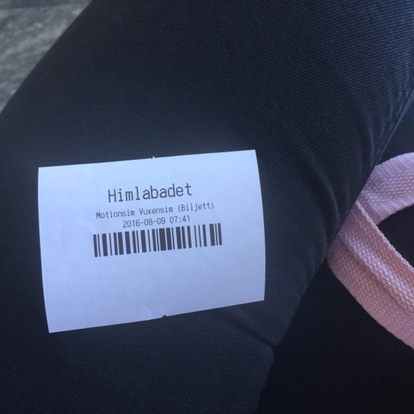 Himlabadet
Motionsim Vuxensim (Biljett)
2016-08-09 07:41